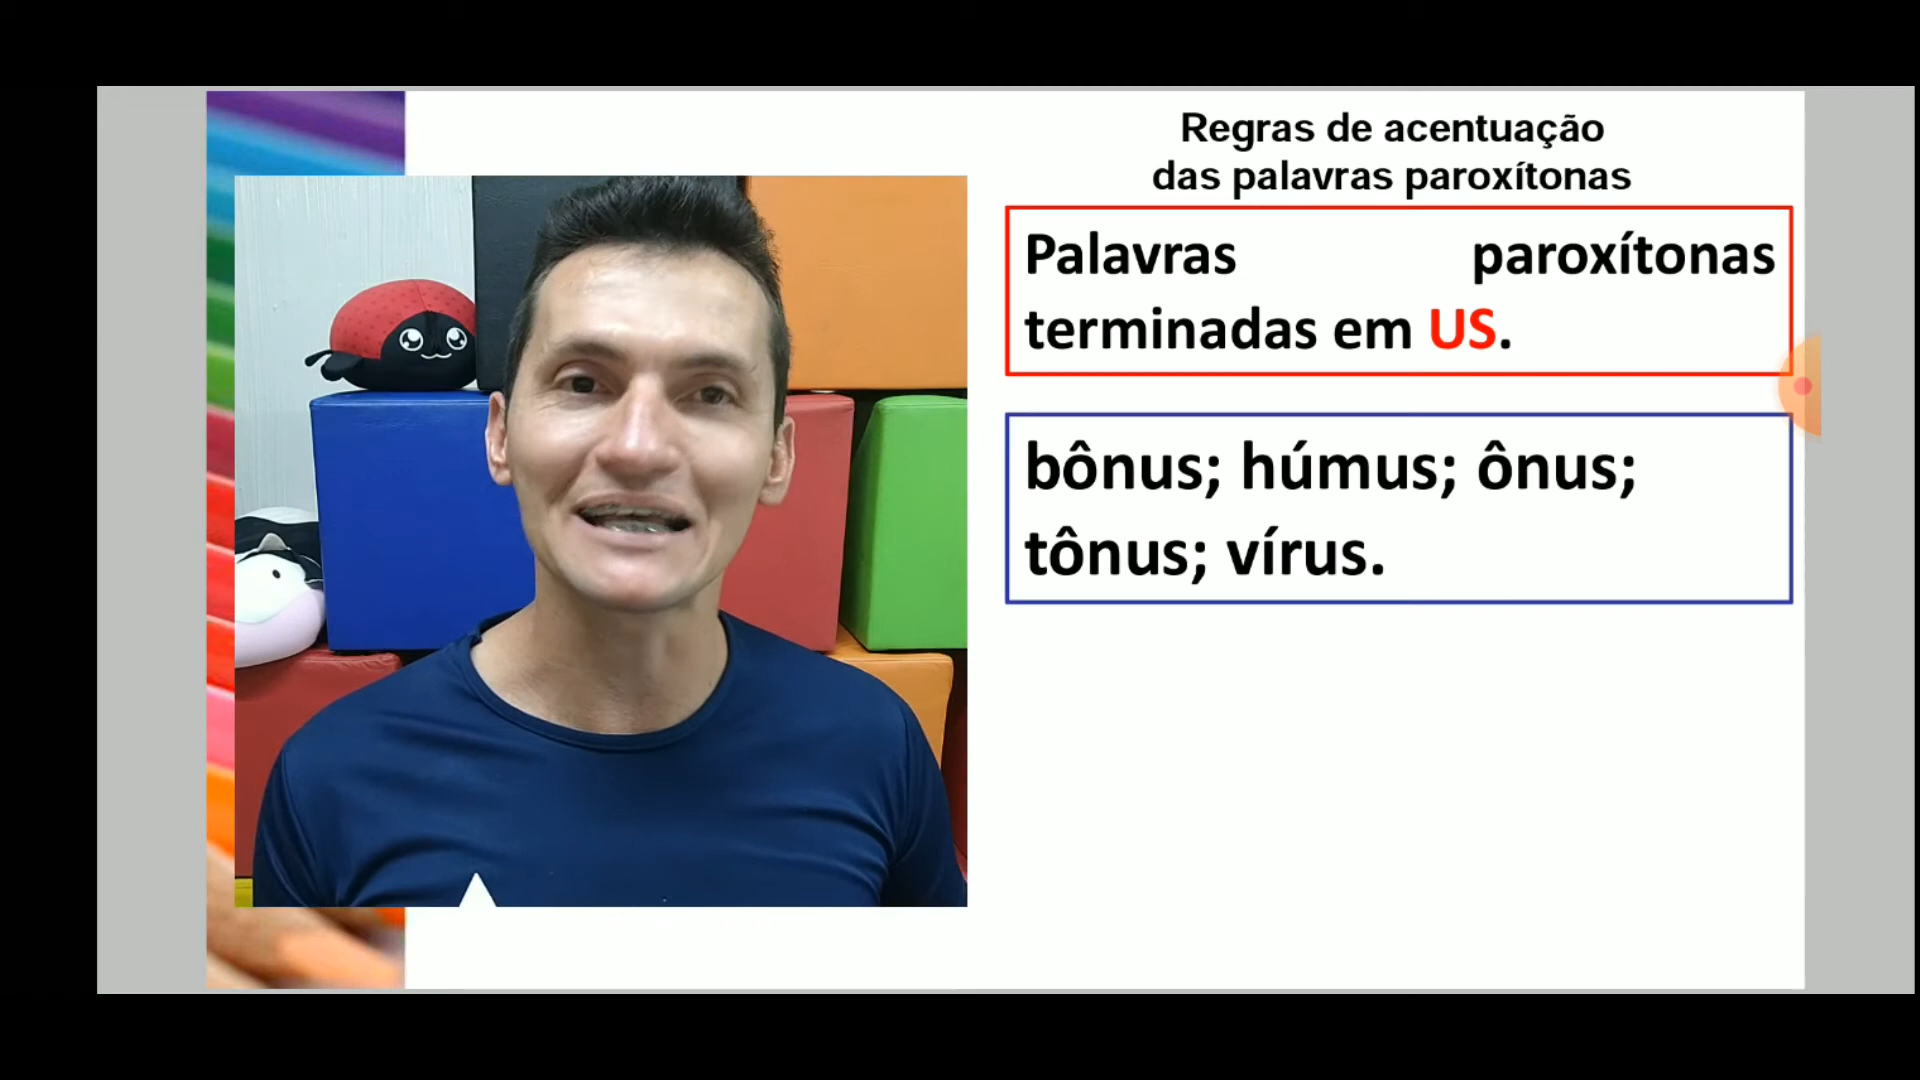 Regras de acentuação
das palavras paroxítonas
Palavras paroxítonas
terminadas em US.
bônus; húmus; ônus;
tônus; vírus.